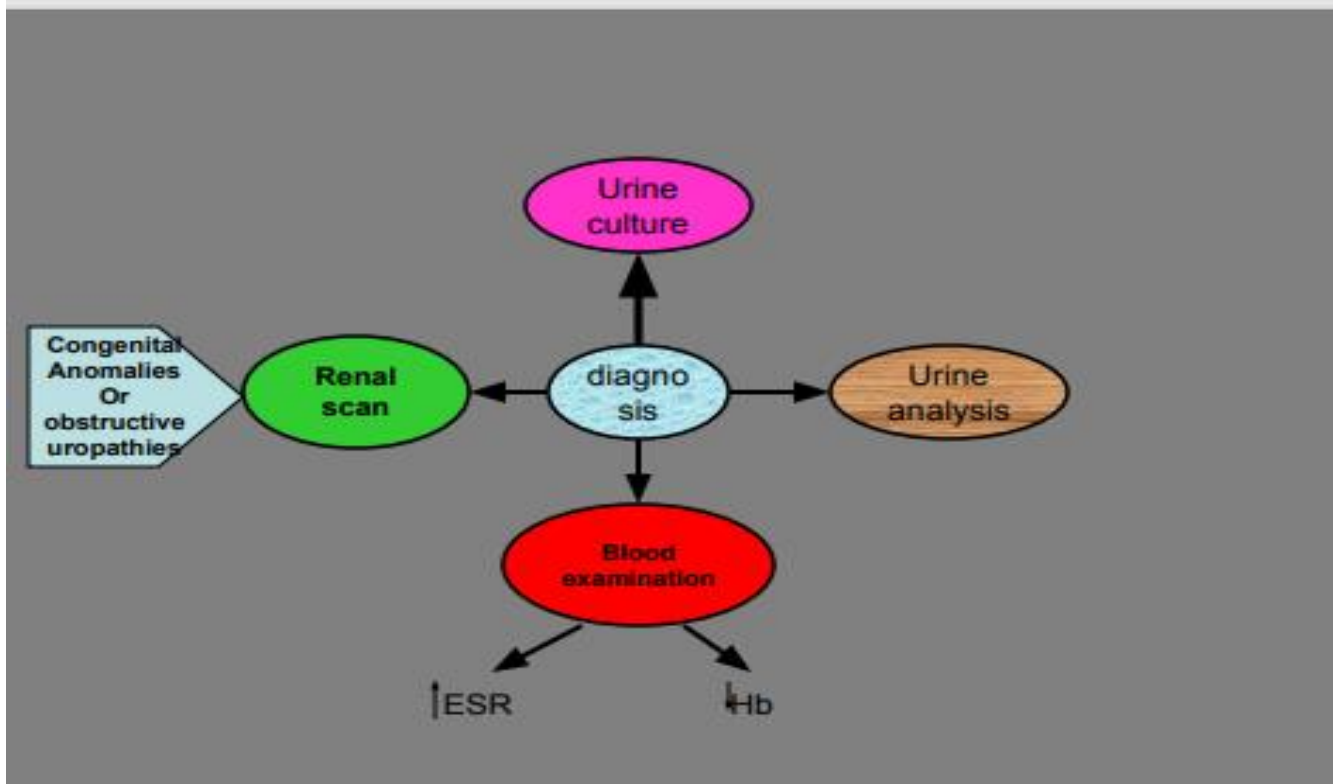 Urine
culture
Congenital
Anomalies
Or
obstructive
uropathies
Renal
scan
diagno
sis
Urine
analysis
Blood
examination
↑ESR
↓Hb